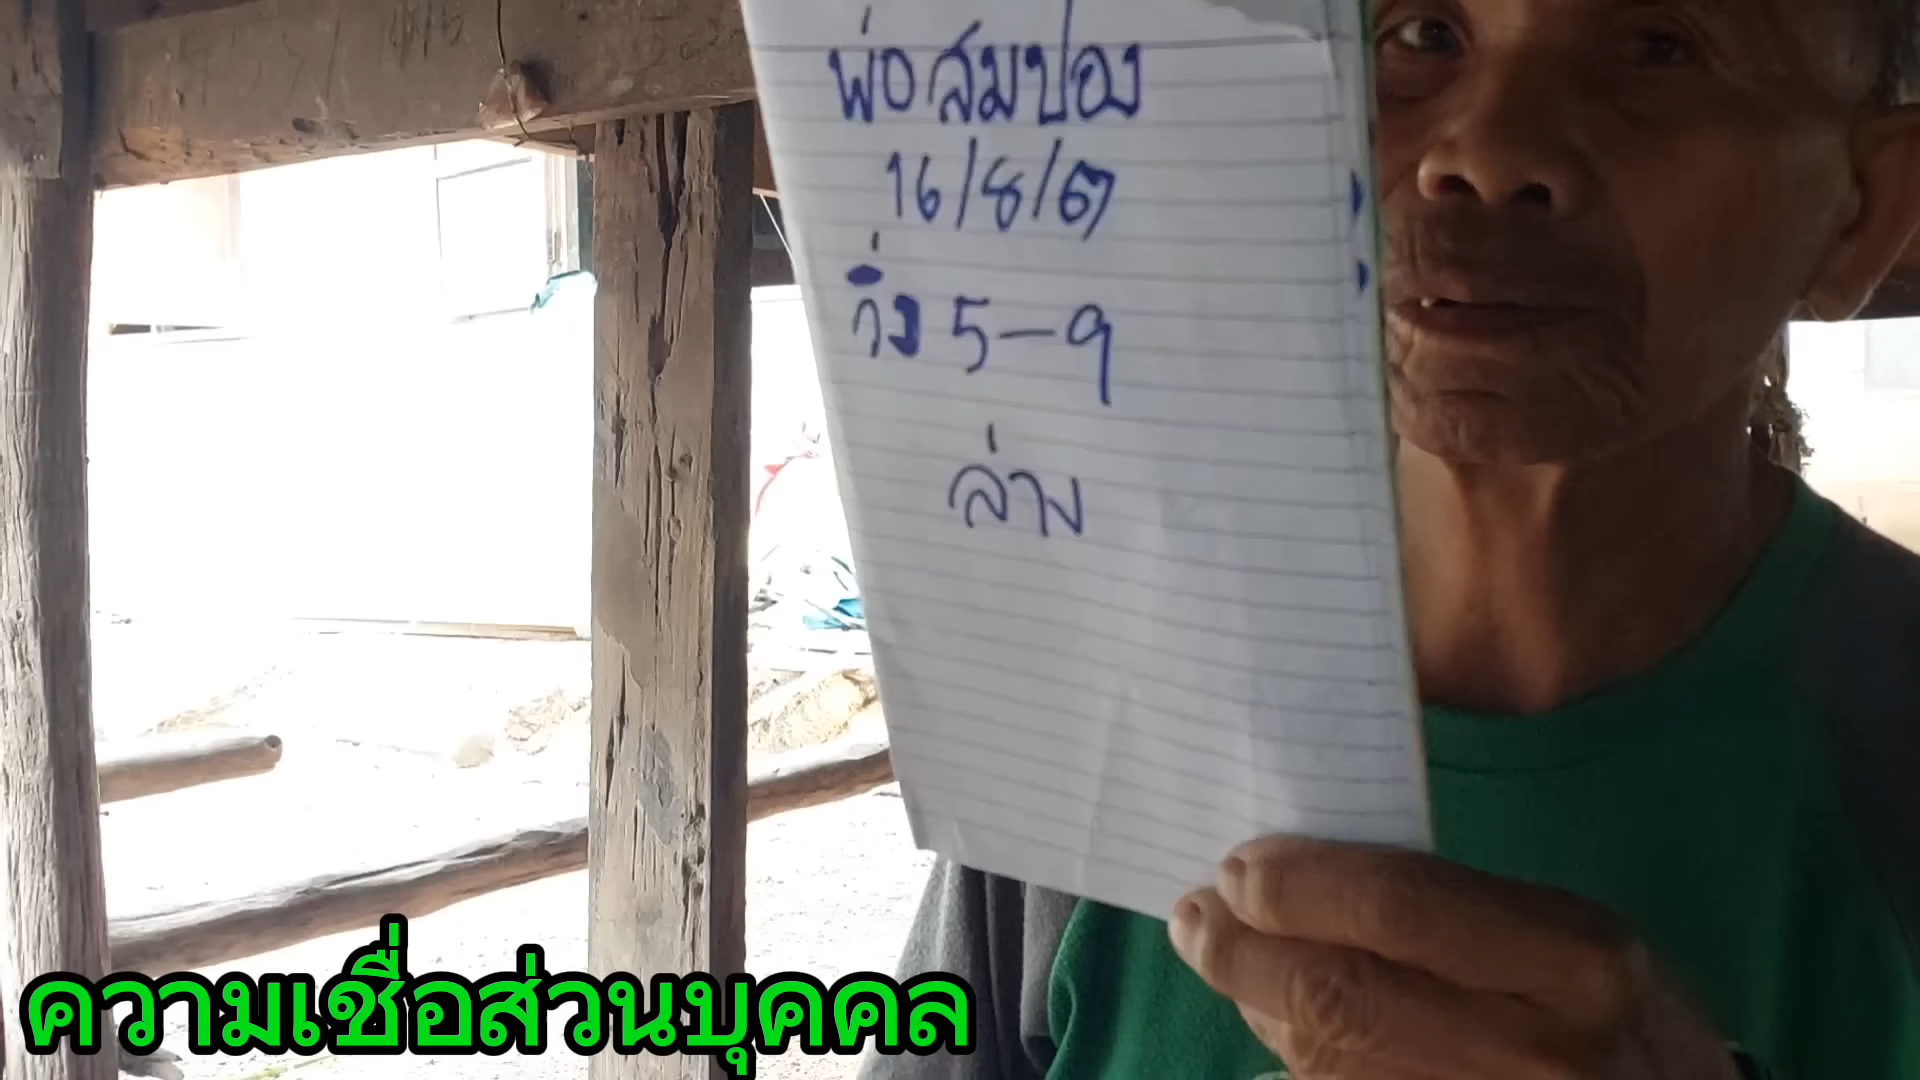 พ่อสมปอง
16/8/67
วิ่ง 5-9
ล่าง
ความเชื่อส่วนบุคคล